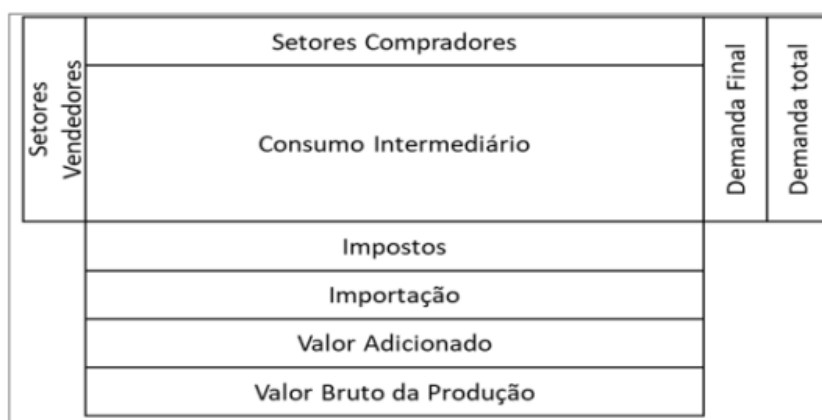 Setores
Vendedores
Setores Compradores
Consumo Intermediário
Demanda Final
Demanda total
Impostos
Importação
Valor Adicionado
Valor Bruto da Produção